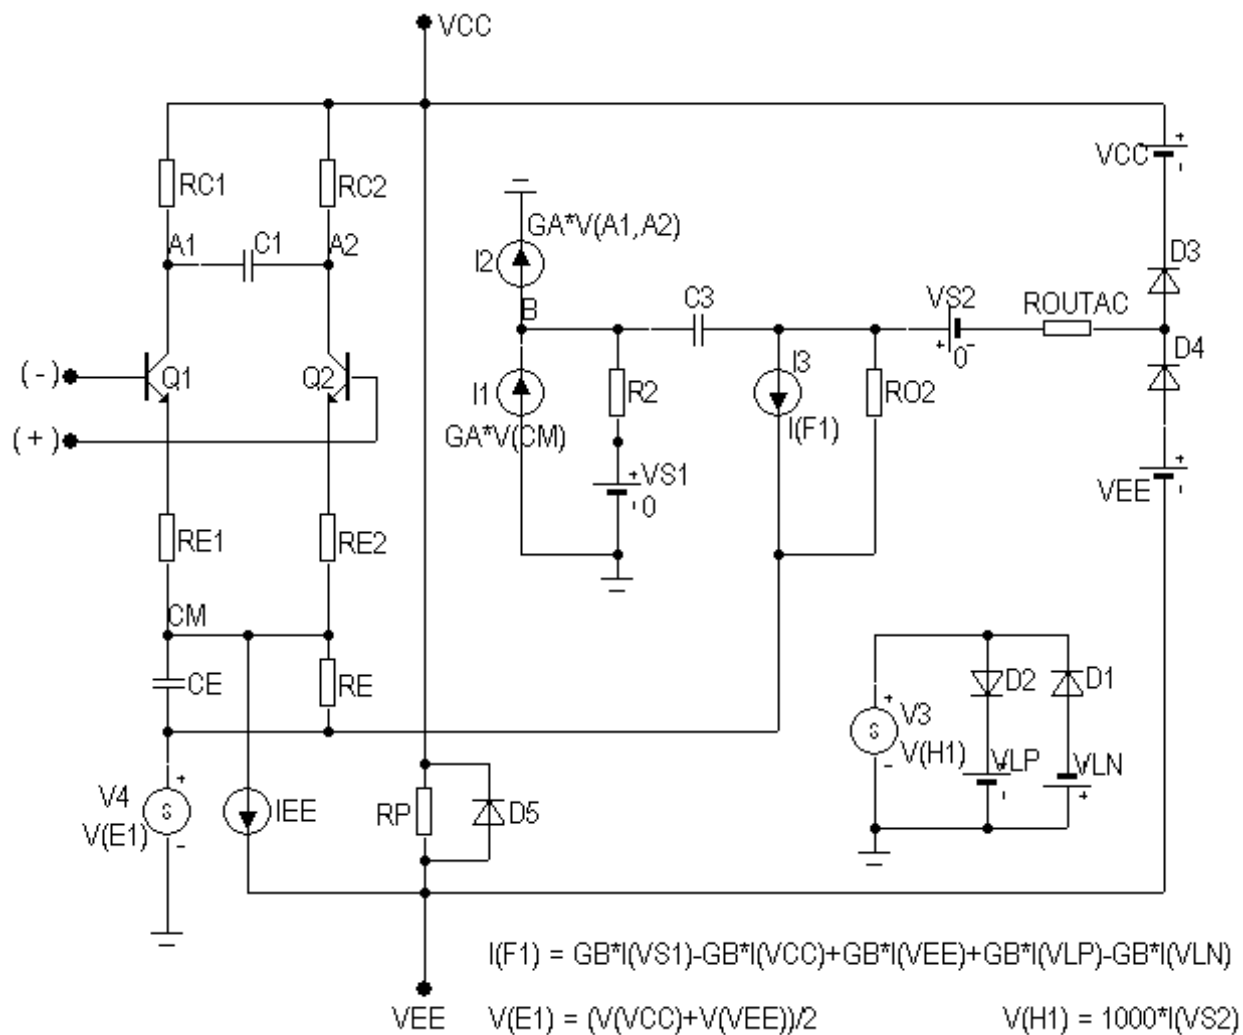 VCC
RC1
RC2
VCC
+
-
A1
C1
A2
GA*V(A1,A2)
I2
D3
B
C3
VS2
ROUTAC
+
0
-
D4
(-)
Q1
Q2
I1
R2
I3
RO2
(+)
GA*V(CM)
I(F1)
+
VS1
-
0
+
VEE
-
RE1
RE2
CM
CE
RE
D2
D1
+
S
V3
V(H1)
-
VLP
+
-
VLN
-
+
V4
V(E1)
+
S
-
IEE
RP
D5
I(F1) = GB*I(VS1)-GB*I(VCC)+GB*I(VEE)+GB*I(VLP)-GB*I(VLN)
VEE
V(E1) = (V(VCC)+V(VEE))/2
V(H1) = 1000*I(VS2)